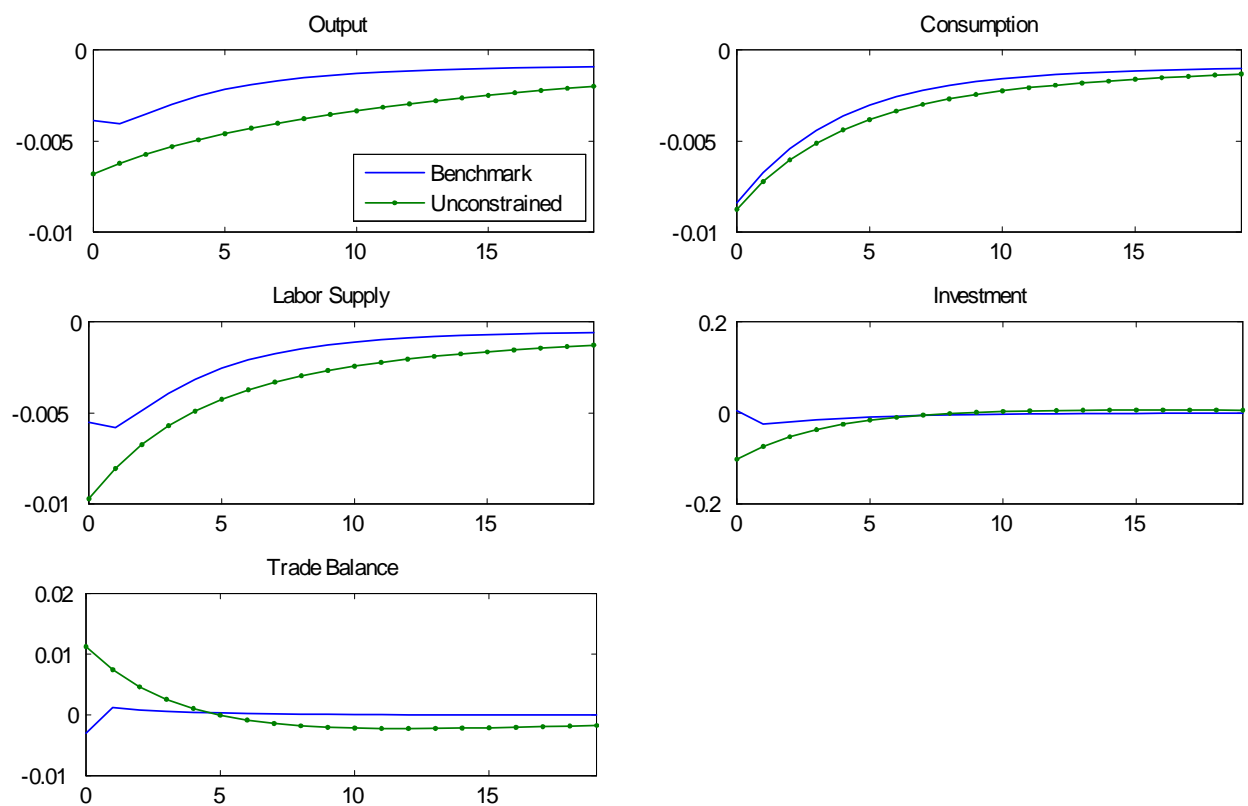 Output
0
-0.005
-0.01
0 5 10 15
Benchmark
Unconstrained
Consumption
0
-0.005
-0.01
0 5 10 15
Labor Supply
0
-0.005
-0.01
0 5 10 15
Investment
0.2
0
-0.2
0 5 10 15
Trade Balance
0.02
0.01
0
-0.01
0 5 10 15